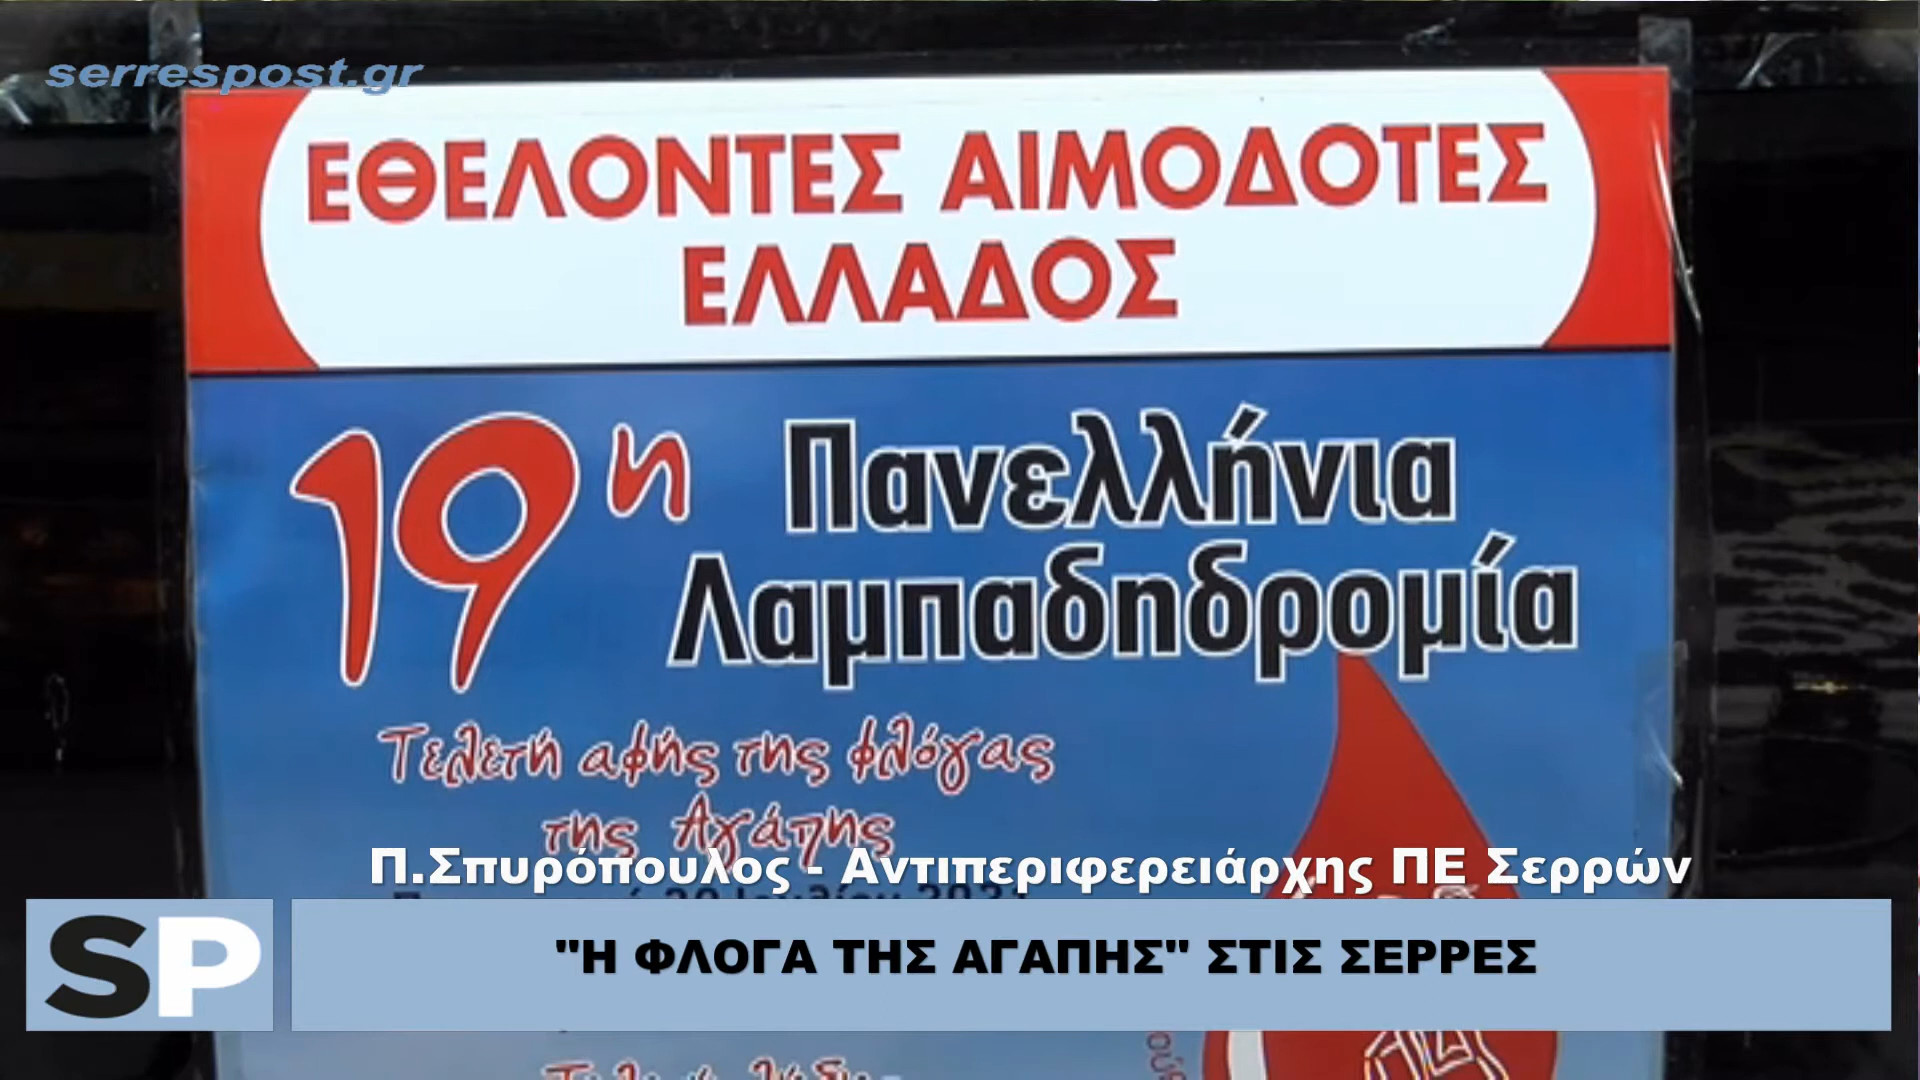 serrespost.gr
ΕΘΕΛΟΝΤΕΣ ΑΙΜΟΔΟΤΕΣ
ΕΛΛΑΔΟΣ
19η Πανελλήνια
Λαμπαδηδρομία
Τελετή αφής της φλόγας
της Αγάπης
Π.Σπυρόπουλος - Αντιπεριφερειάρχης ΠΕ Σερρών
SP
"Η ΦΛΟΓΑ ΤΗΣ ΑΓΑΠΗΣ" ΣΤΙΣ ΣΕΡΡΕΣ